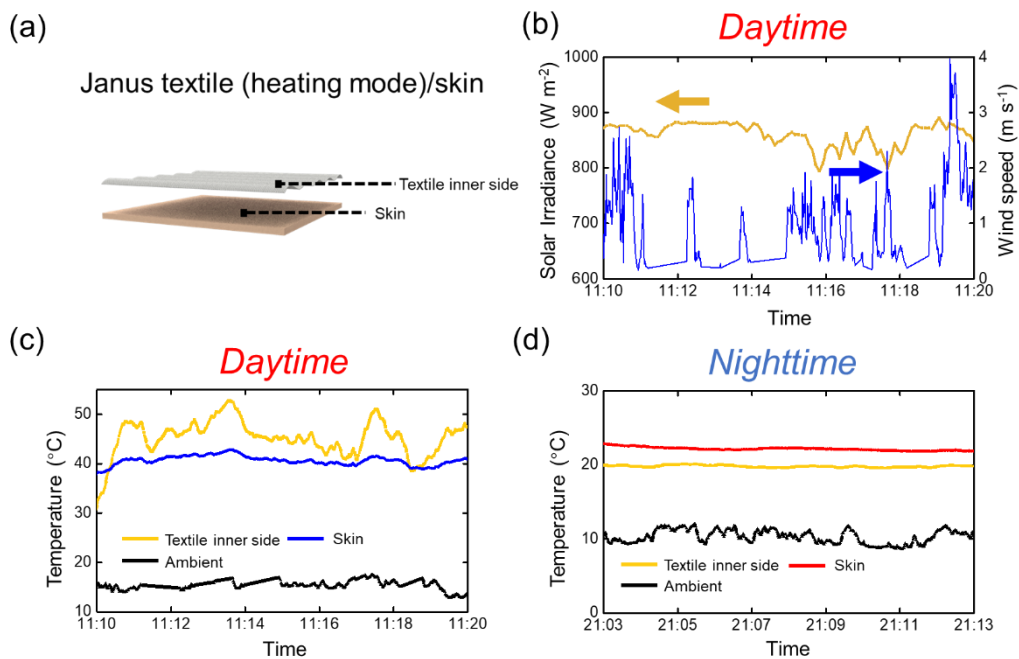 (a)
Janus textile (heating mode)/skin
Textile inner side
Skin
(b)
Daytime
Solar Irradiance (W m⁻²)
1000
900
800
700
600
Wind speed (m s⁻¹)
4
3
2
1
0
11:03 11:12 11:16 11:18 11:20
Time
(c)
Daytime
Temperature (°C)
50
40
30
20
10
Textile inner side Skin
Ambient
11:10 11:12 11:14 11:16 11:18 11:20
Time
(d)
Nighttime
Temperature (°C)
30
20
10
0
Textile inner side Skin
Ambient
21:03 21:05 21:07 21:09 21:11 21:13
Time